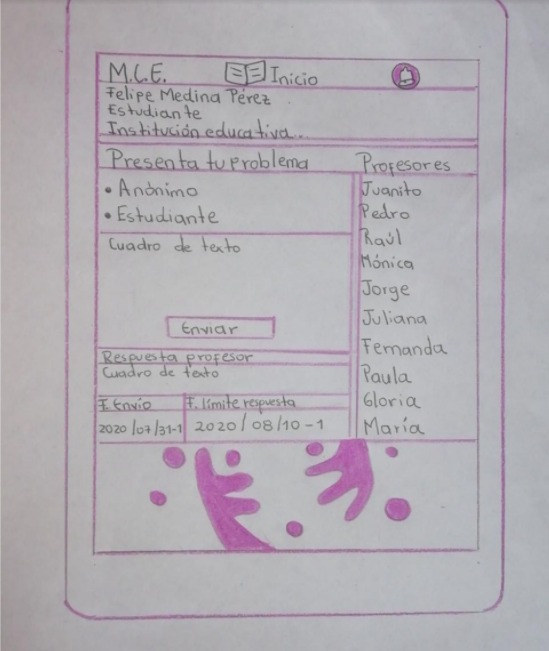 M.C.E. Inicio
Felipe Medina Pérez
Estudiante
Institución educativa...
Presenta tu problema
• Anónimo
• Estudiante
Cuadro de texto
Enviar
Respuesta profesor
Cuadro de texto
F. Envio F. límite respuesta
2020/07/31-1 2020/08/10-1
Profesores
Juanito
Pedro
Raúl
Mónica
Jorge
Juliana
Fernanda
Paula
Gloria
María